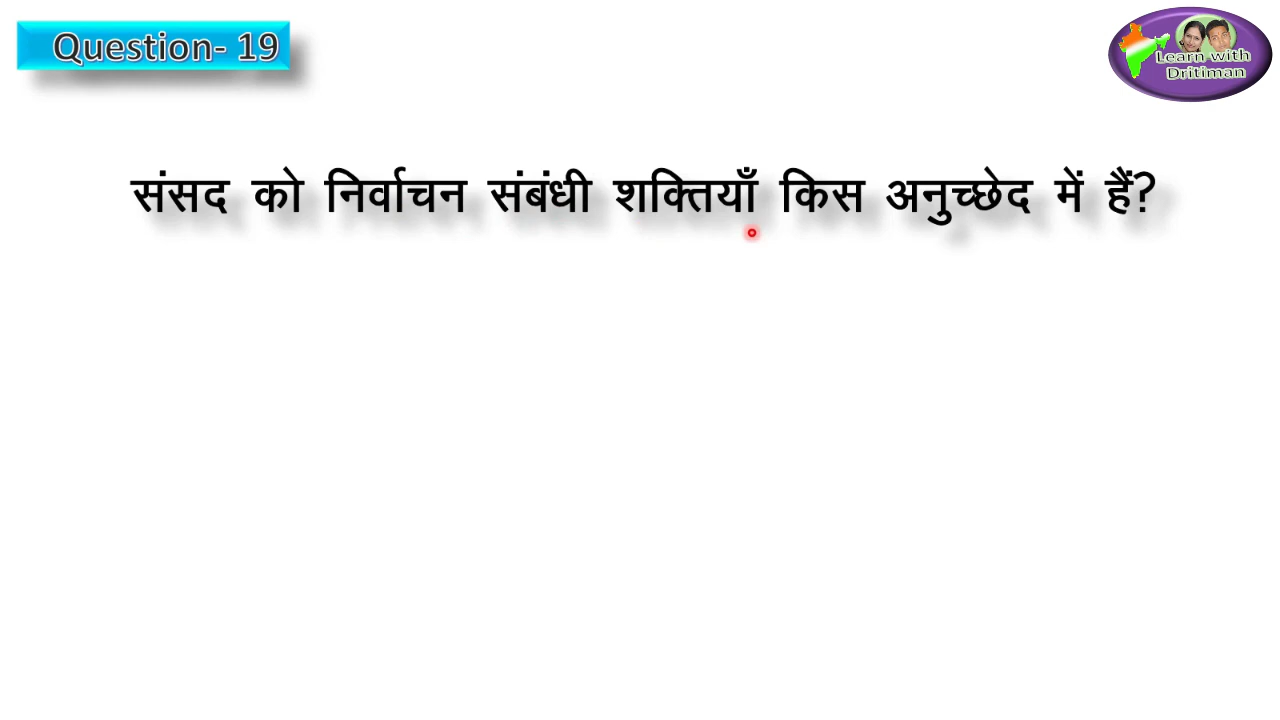 Question- 19
Learn with
Dritiman
संसद को निर्वाचन संबंधी शक्तियाँ किस अनुच्छेद में हैं?